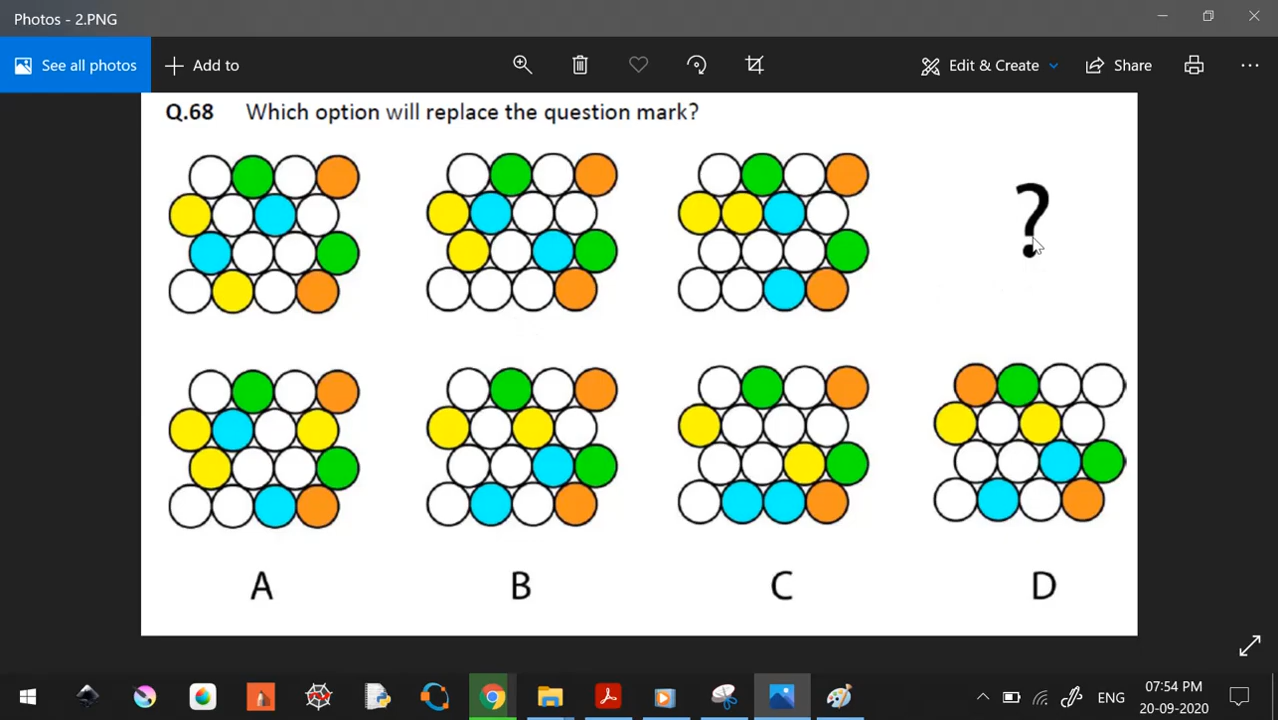 Photos - 2.PNG
See all photos
Add to
Edit & Create
Share
Q.68 Which option will replace the question mark?
?
A B C D
ENG
07:54 PM
20-09-2020